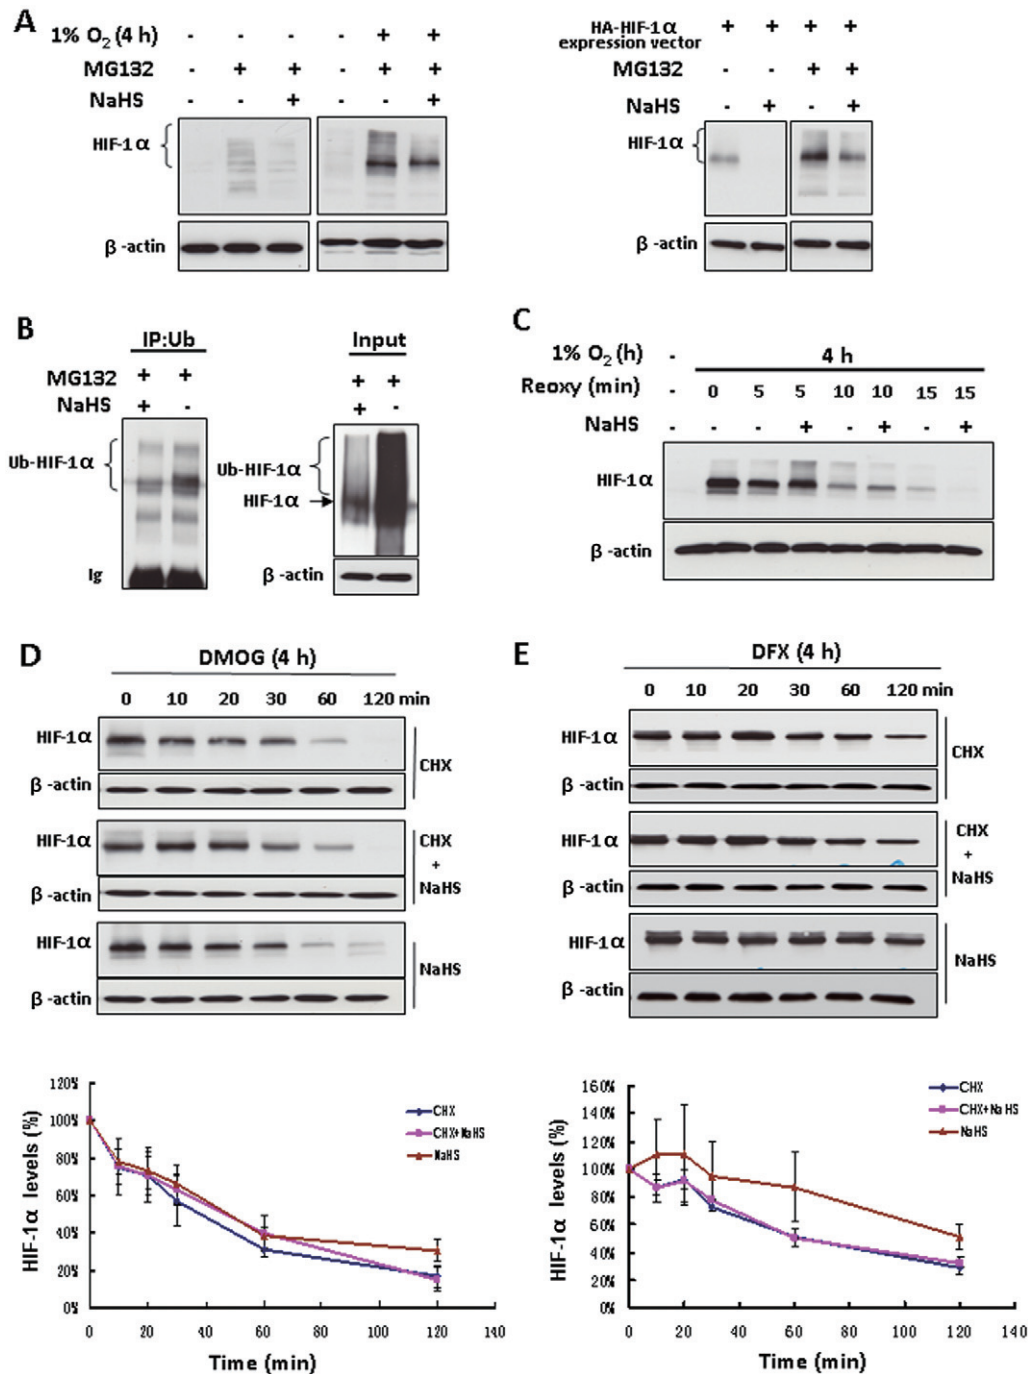 A
1% O2 (4 h) - - - - + +
MG132 - + + - + +
NaHS - - + - - +
HIF-1α
β-actin
HA-HIF-1α expression vector + + + +
MG132 - - + +
NaHS - + - +
HIF-1α
β-actin
B
IP:Ub
MG132 + +
NaHS + -
Ub-HIF-1α
Ig
Input
+ +
+ -
Ub-HIF-1α
HIF-1α
β-actin
C
1% O2 (h) - 4 h
Reoxy (min) - 0 5 5 10 10 15 15
NaHS - - - + - + - +
HIF-1α
β-actin
D
DMOG (4 h)
0 10 20 30 60 120 min
HIF-1α
β-actin
CHX
HIF-1α
β-actin
CHX
+
NaHS
HIF-1α
β-actin
NaHS
120%
100%
80%
60%
40%
20%
0%
HIF-1α levels (%)
CHX
CHX+NaHS
NaHS
0 20 40 60 80 100 120 140
Time (min)
E
DFX (4 h)
0 10 20 30 60 120 min
HIF-1α
β-actin
CHX
HIF-1α
β-actin
CHX
+
NaHS
HIF-1α
β-actin
NaHS
160%
140%
120%
100%
80%
60%
40%
20%
0%
HIF-1α levels (%)
CHX
CHX+NaHS
NaHS
0 20 40 60 80 100 120 140
Time (min)